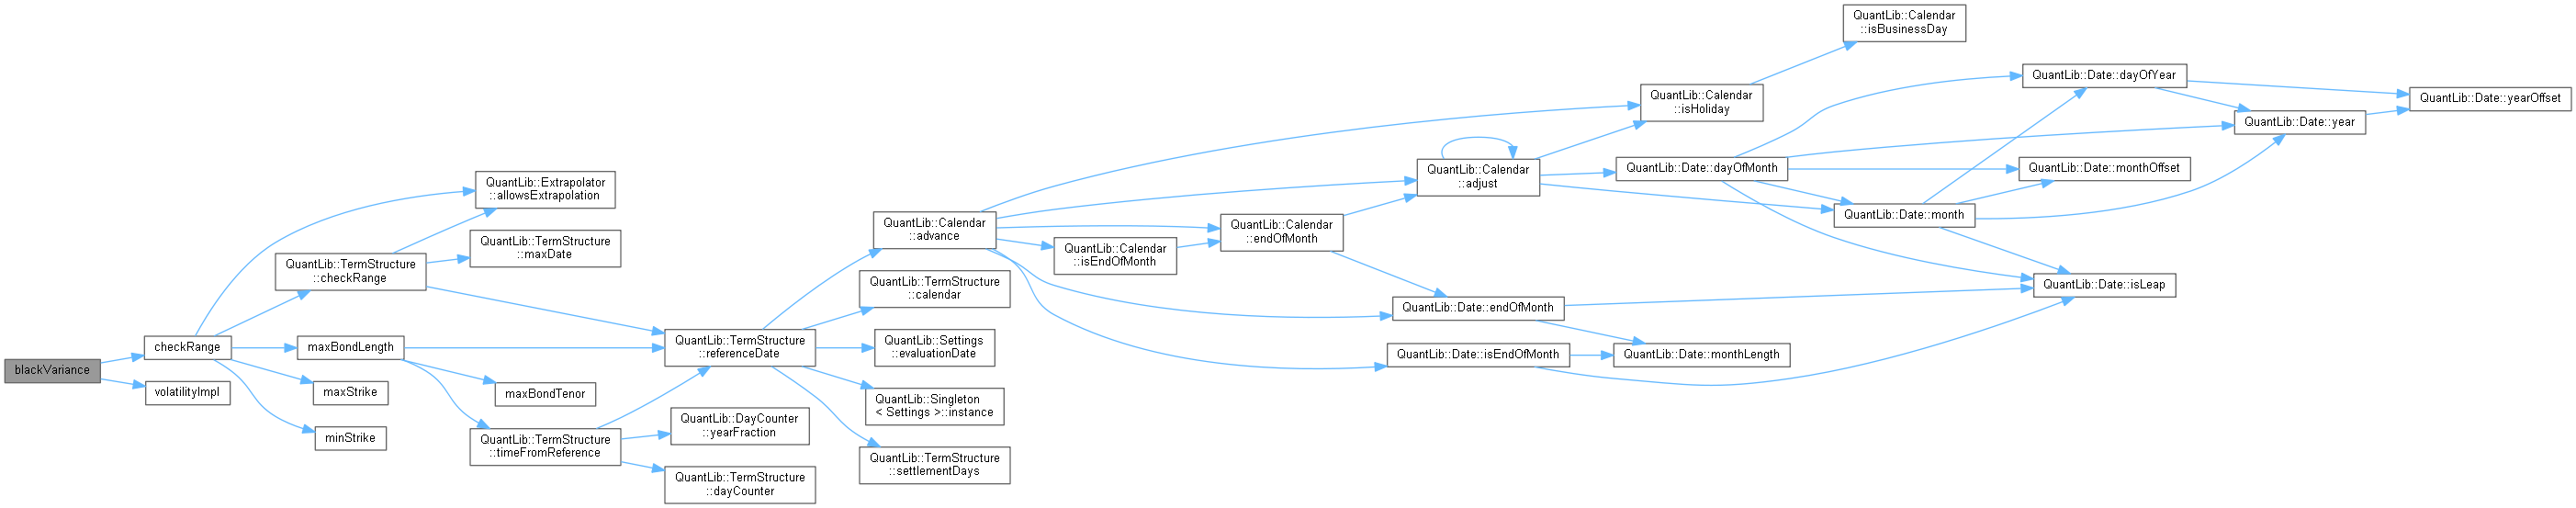 blackVariance
checkRange
volatilityImpl
QuantLib::Extrapolator
::allowsExtrapolation
QuantLib::TermStructure
::maxDate
QuantLib::TermStructure
::checkRange
maxBondLength
maxStrike
minStrike
maxBondTenor
QuantLib::TermStructure
::timeFromReference
QuantLib::TermStructure
::referenceDate
QuantLib::DayCounter
::yearFraction
QuantLib::TermStructure
::dayCounter
QuantLib::Calendar
::advance
QuantLib::TermStructure
::calendar
QuantLib::Settings
::evaluationDate
QuantLib::Singleton
< Settings >::instance
QuantLib::TermStructure
::settlementDays
QuantLib::Calendar
::isEndOfMonth
QuantLib::Calendar
::endOfMonth
QuantLib::Calendar
::adjust
QuantLib::Date::endOfMonth
QuantLib::Date::isEndOfMonth
QuantLib::Calendar
::isHoliday
QuantLib::Date::dayOfMonth
QuantLib::Date::monthLength
QuantLib::Calendar
::isBusinessDay
QuantLib::Date::month
QuantLib::Date::dayOfYear
QuantLib::Date::monthOffset
QuantLib::Date::isLeap
QuantLib::Date::year
QuantLib::Date::yearOffset